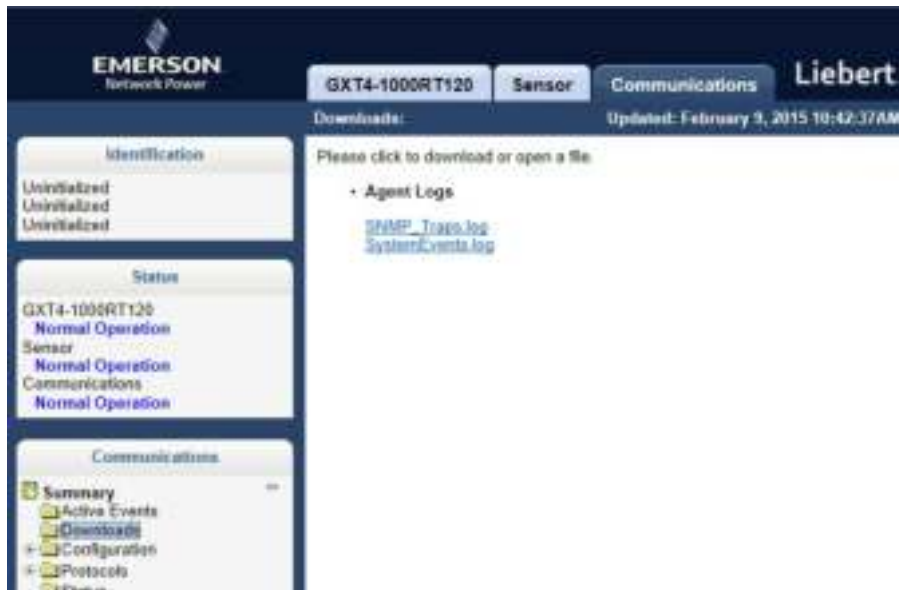 EMERSON
Network Power
GXT4-1000RT120
Sensor
Communications
Liebert
Downloads:
Updated: February 9, 2015 10:42:37AM
Identification
Uninitialized
Uninitialized
Uninitialized
Status
GXT4-1000RT120
Normal Operation
Sensor
Normal Operation
Communications
Normal Operation
Communications
Summary
Active Events
Downloads
Configuration
Protocols
Status
Please click to download or open a file.
• Agent Logs
SNMP_Traps.log
SystemEvents.log